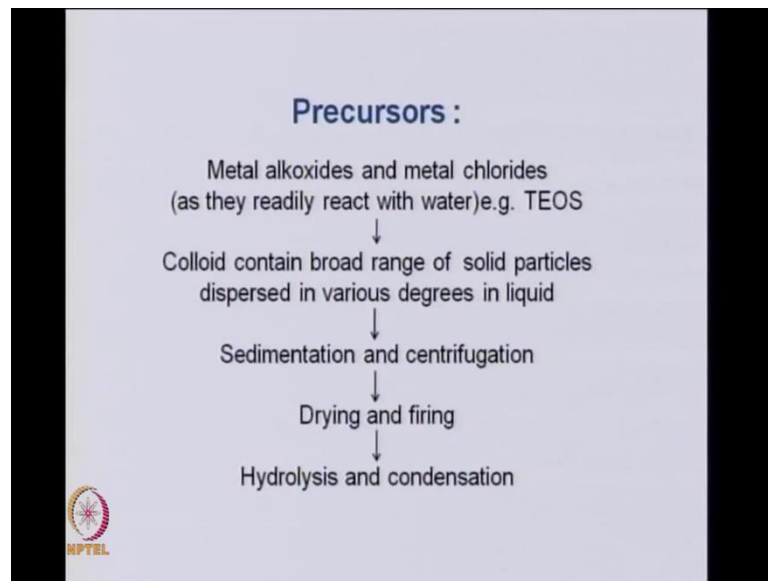 Precursors :
Metal alkoxides and metal chlorides
(as they readily react with water)e.g. TEOS
↓
Colloid contain broad range of solid particles
dispersed in various degrees in liquid
↓
Sedimentation and centrifugation
↓
Drying and firing
↓
Hydrolysis and condensation
NPTEL